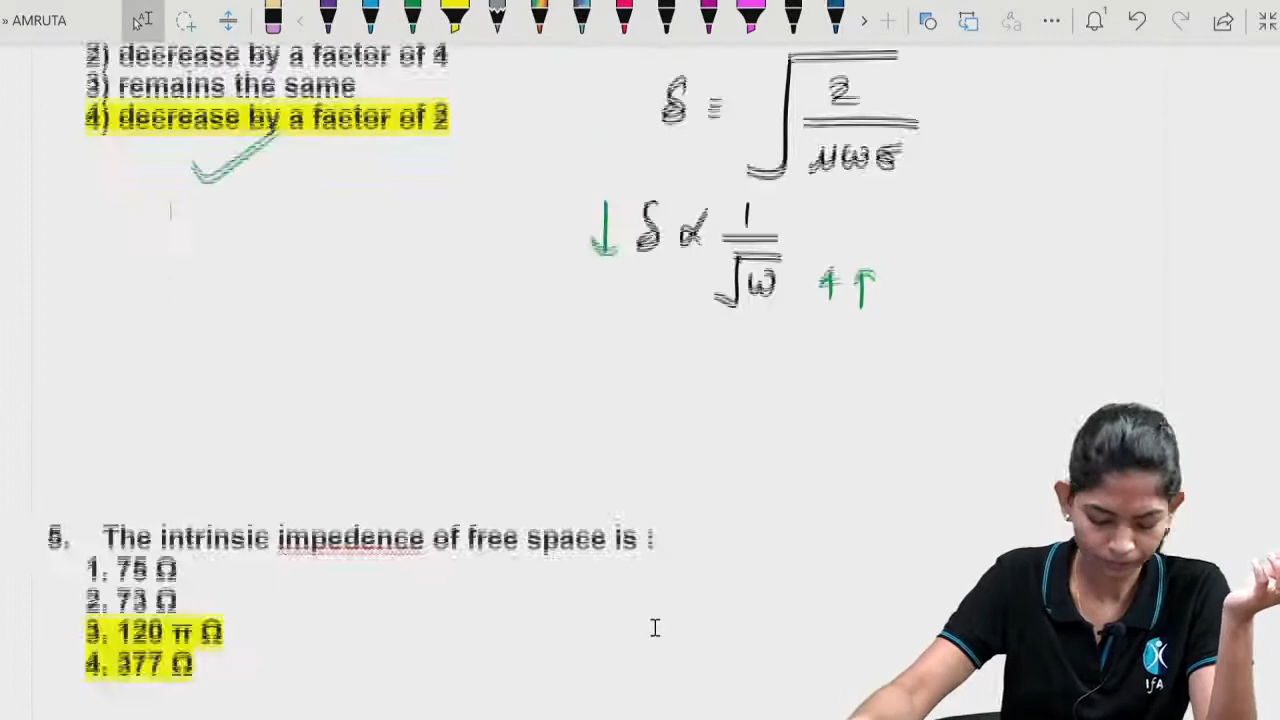 » AMRUTA
2) decrease by a factor of 4
3) remains the same
4) decrease by a factor of 2
δ = √(2/μωσ)
↓ δ ∝ 1/√ω ↑↑
5. The intrinsic impedence of free space is :
1. 75 Ω
2. 73 Ω
3. 120 π Ω
4. 377 Ω
IfA